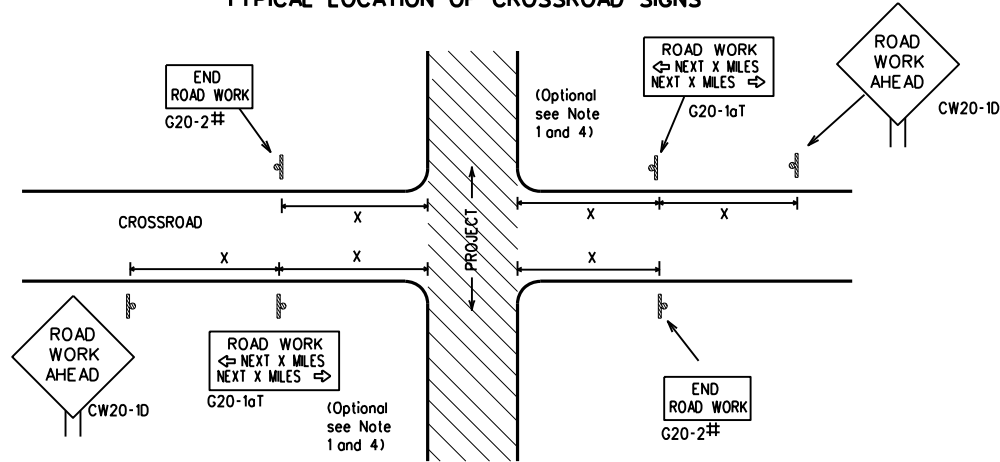 TYPICAL LOCATION OF CROSSROAD SIGNS
END
ROAD WORK
G20-2#
(Optional
see Note
1 and 4)
ROAD WORK
⇦ NEXT X MILES
NEXT X MILES ⇨
G20-1aT
ROAD
WORK
AHEAD
CW20-1D
CROSSROAD
X
X
X
PROJECT
X
X
X
ROAD
WORK
AHEAD
CW20-1D
ROAD WORK
⇦ NEXT X MILES
NEXT X MILES ⇨
G20-1aT
(Optional
see Note
1 and 4)
END
ROAD WORK
G20-2#